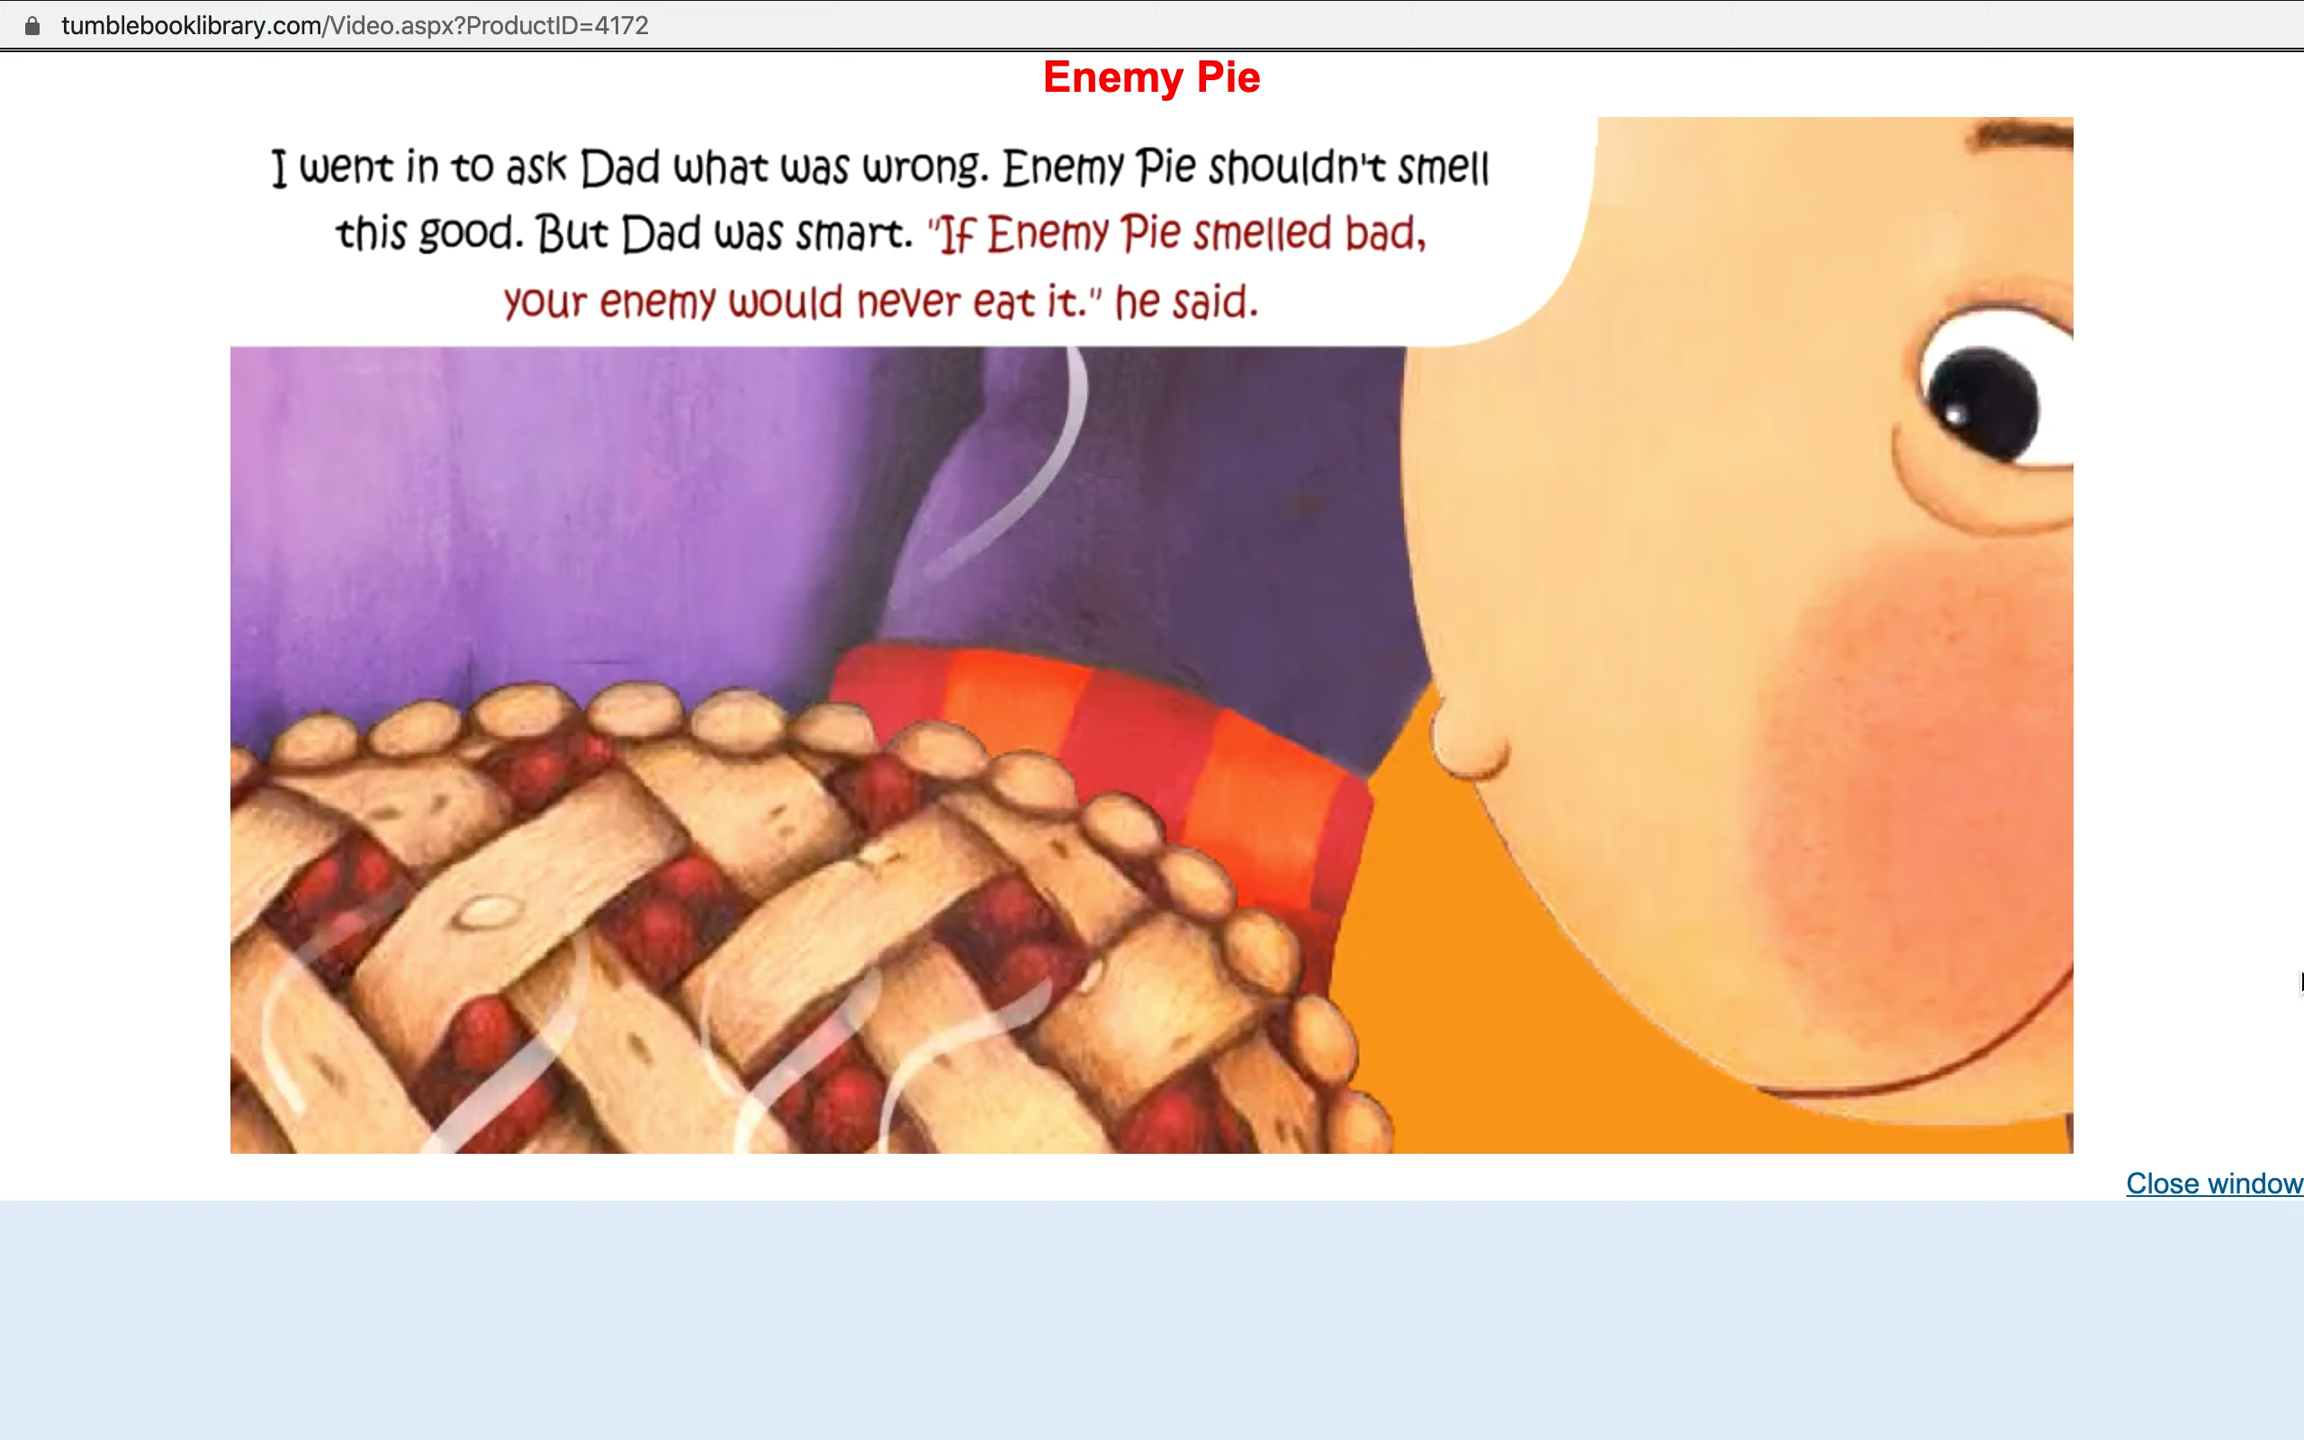 tumblebooklibrary.com/Video.aspx?ProductID=4172
Enemy Pie
I went in to ask Dad what was wrong. Enemy Pie shouldn't smell
this good. But Dad was smart. "If Enemy Pie smelled bad,
your enemy would never eat it." he said.
Close window